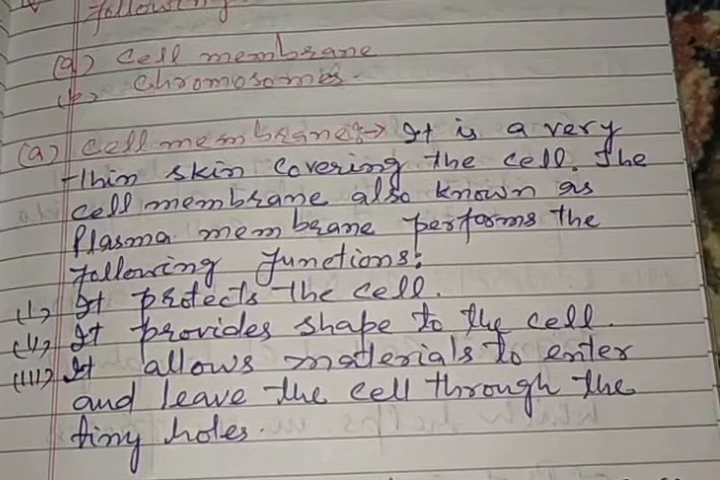 following
(a) Cell membrane
(b) Chromosomes.
(a) Cell membrane:→ It is a very
thin skin covering the cell. The
cell membrane also known as
Plasma membrane performs the
following functions:
(i) It protects the cell.
(ii) It provides shape to the cell.
(iii) It allows materials to enter
and leave the cell through the
tiny holes.